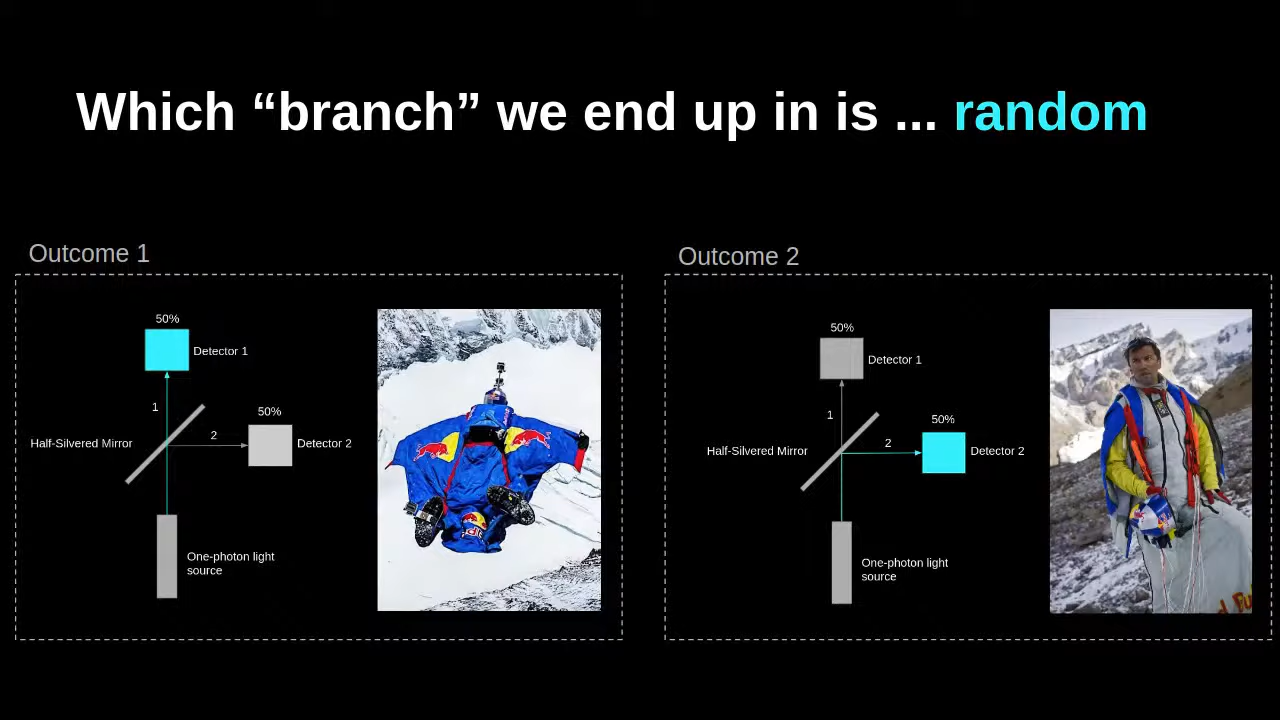 Which “branch” we end up in is ... random
Outcome 1
50%
Detector 1
1
50%
2
Half-Silvered Mirror
Detector 2
One-photon light
source
Outcome 2
50%
Detector 1
1
50%
2
Half-Silvered Mirror
Detector 2
One-photon light
source